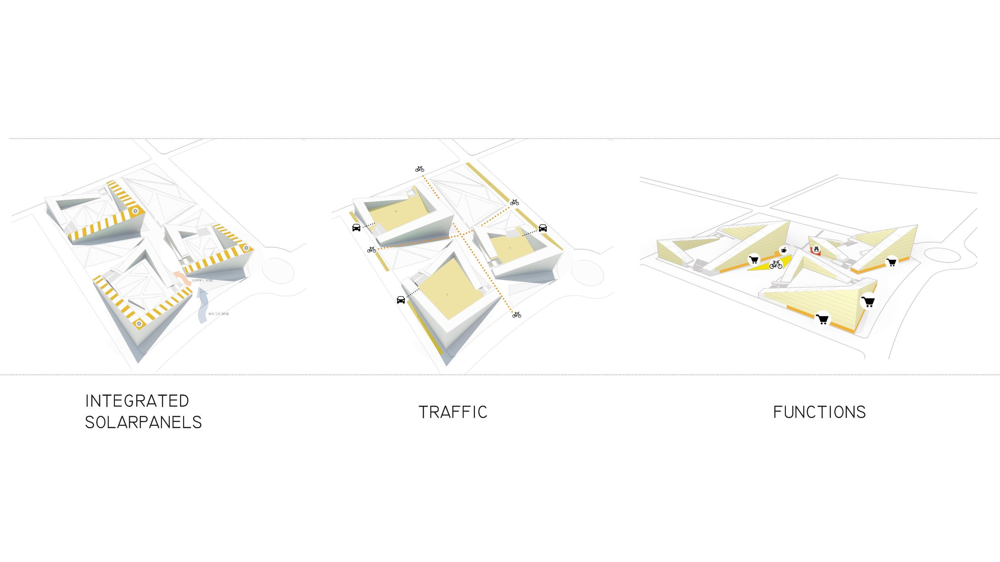 SUMMER WIND
WINTER WIND
P
P
P
INTEGRATED
SOLARPANELS
TRAFFIC
FUNCTIONS